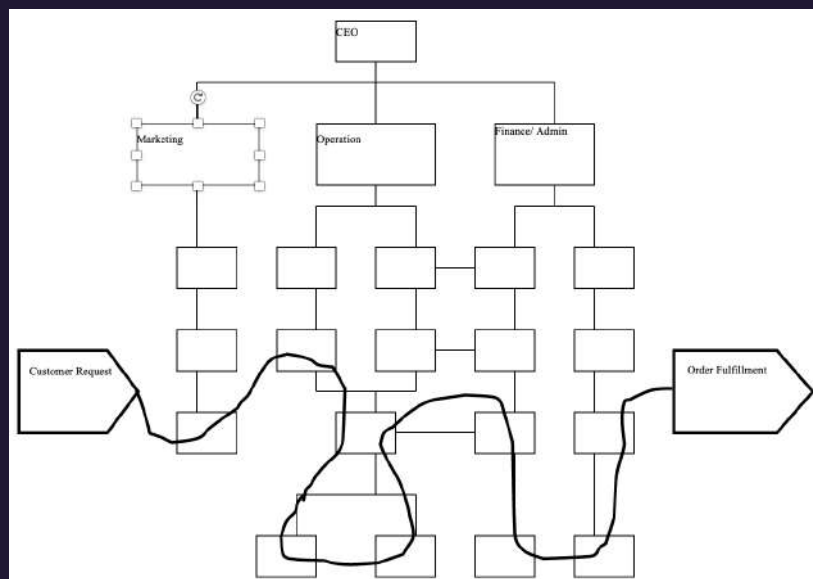 CEO
Marketing
Operation
Finance/ Admin
Customer Request
Order Fulfillment